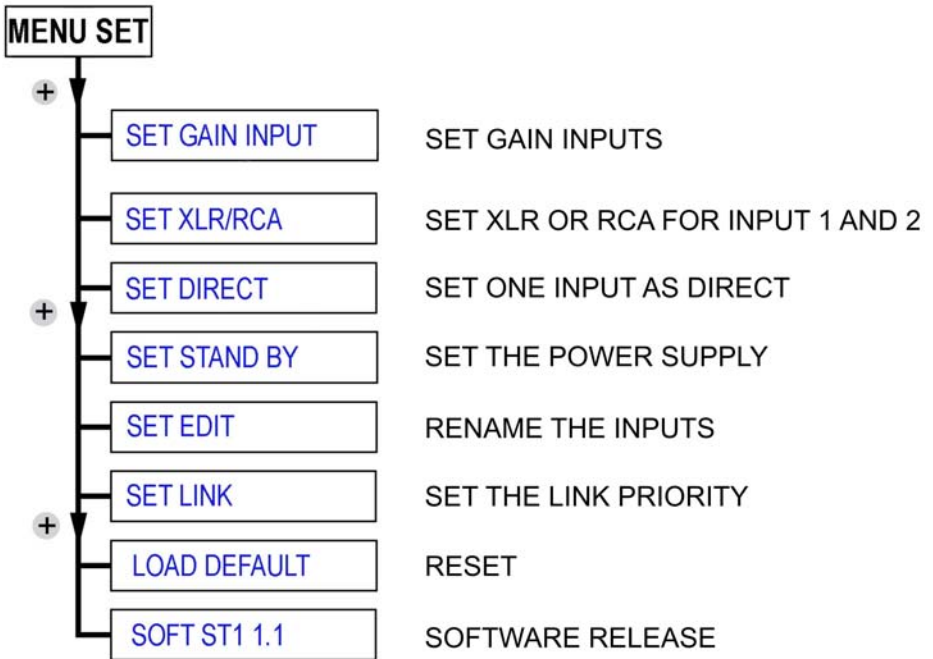 MENU SET
+
SET GAIN INPUT SET GAIN INPUTS
SET XLR/RCA SET XLR OR RCA FOR INPUT 1 AND 2
SET DIRECT SET ONE INPUT AS DIRECT
+
SET STAND BY SET THE POWER SUPPLY
SET EDIT RENAME THE INPUTS
SET LINK SET THE LINK PRIORITY
+
LOAD DEFAULT RESET
SOFT ST1 1.1 SOFTWARE RELEASE